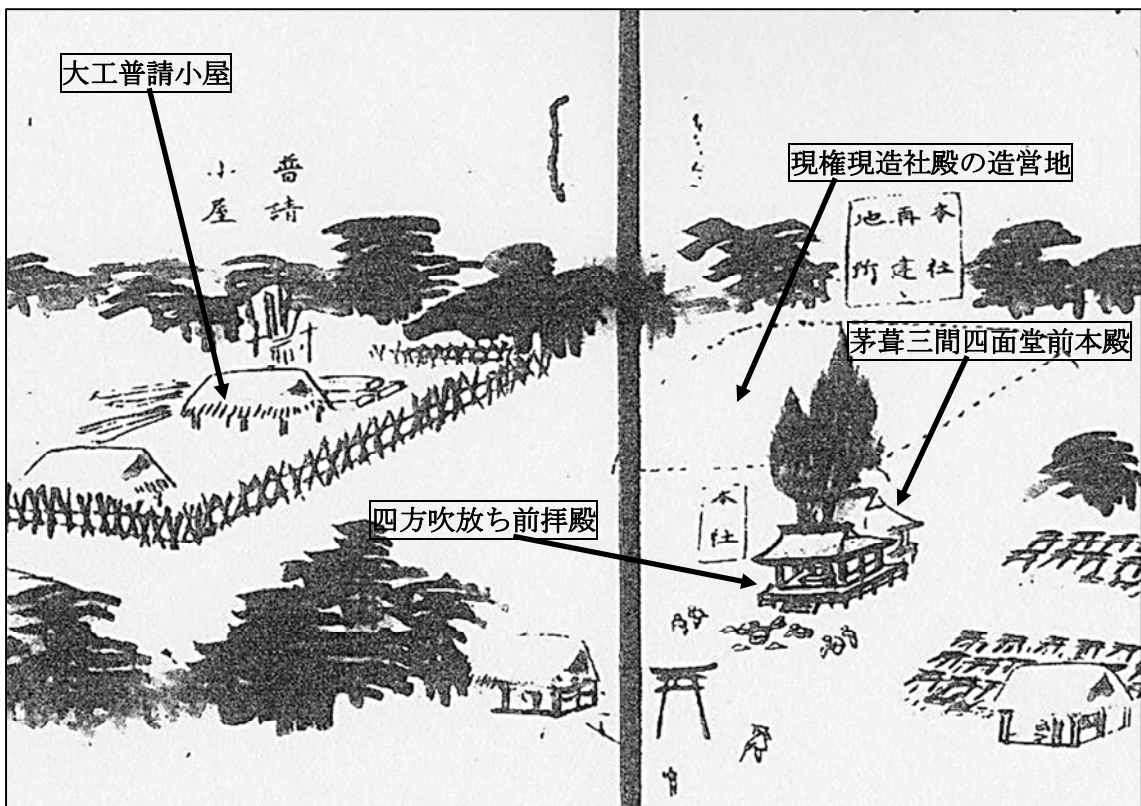 大工普請小屋
現権現造社殿の造営地
茅葺三間四面堂前本殿
四方吹放ち前拝殿
普請
小屋
本社
再建
地所
本社